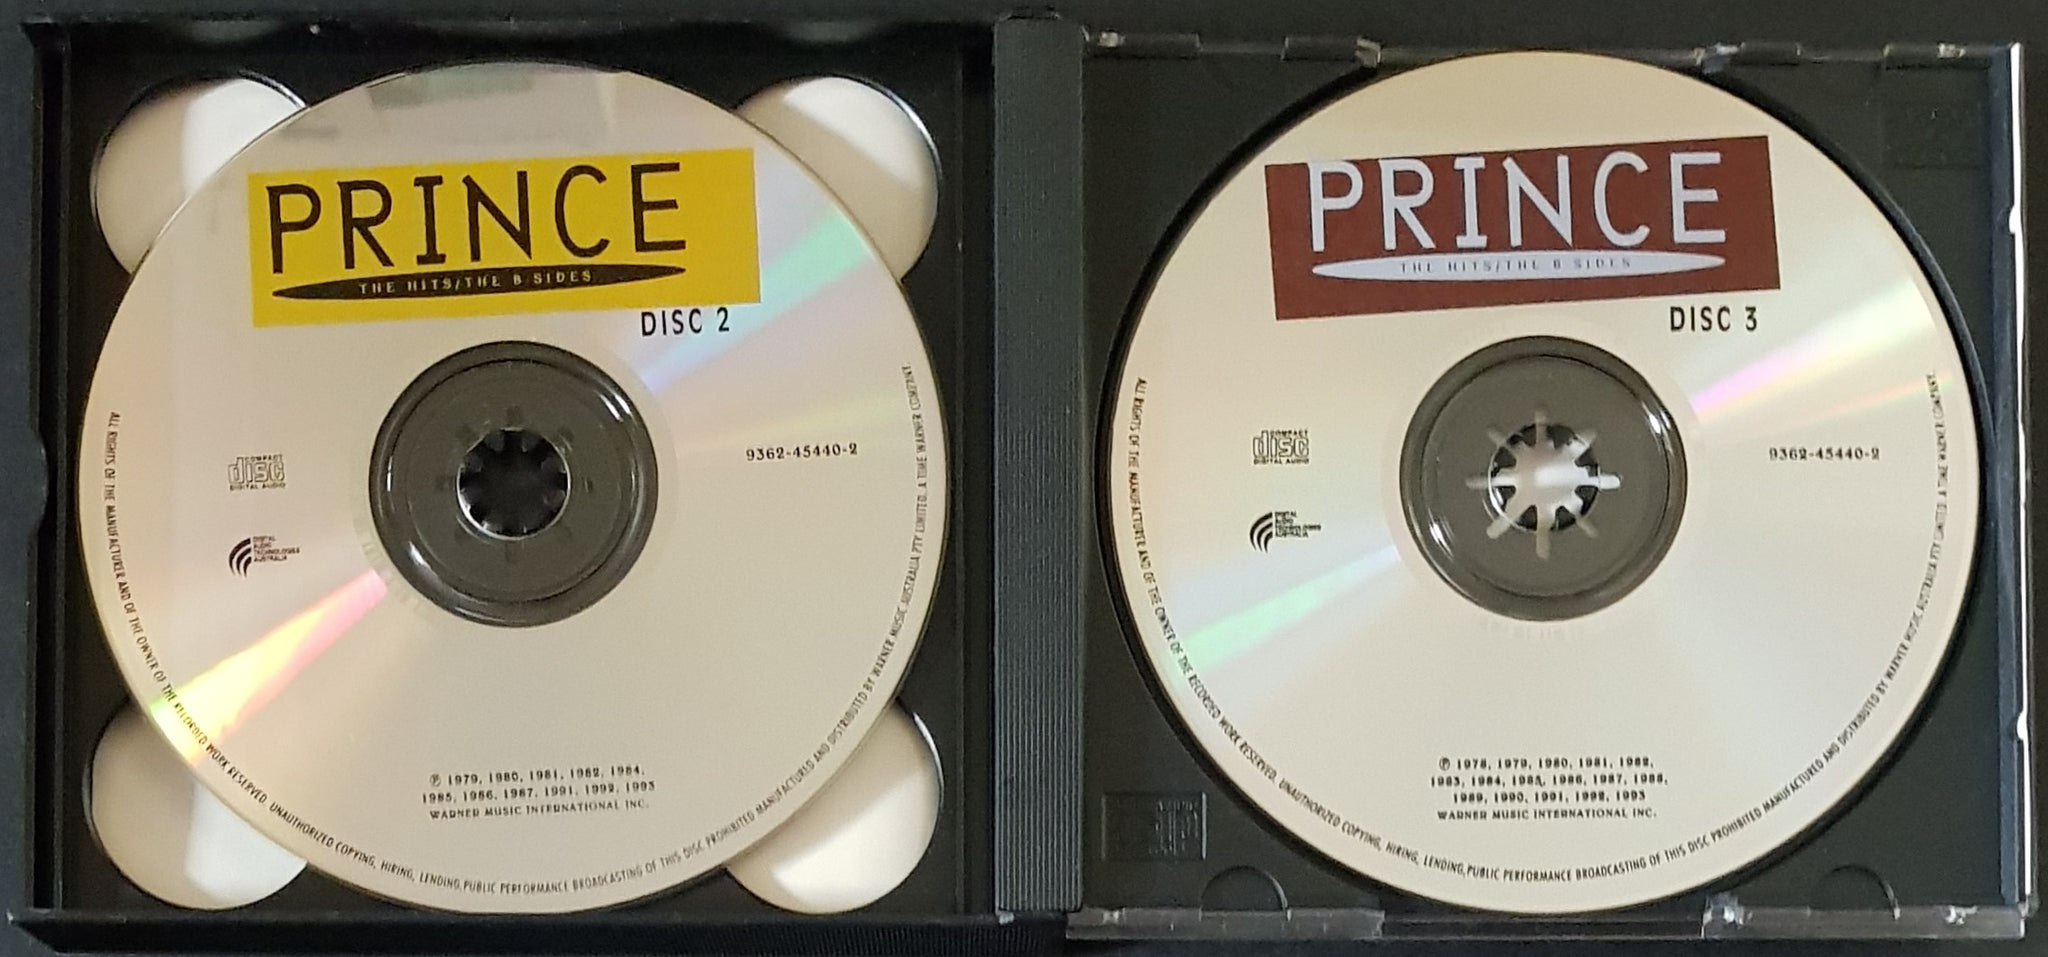 PRINCE
THE HITS/THE B-SIDES
DISC 2
COMPACT
disc
DIGITAL AUDIO
9362-45440-2
DIGITAL
AUDIO
TECHNOLOGIES
AUSTRALIA
℗ 1979, 1980, 1981, 1982, 1984,
1985, 1986, 1987, 1991, 1992, 1993
WARNER MUSIC INTERNATIONAL INC.
ALL RIGHTS OF THE MANUFACTURER AND OF THE OWNER OF THE RECORDED WORK RESERVED. UNAUTHORIZED COPYING, HIRING, LENDING, PUBLIC PERFORMANCE BROADCASTING OF THIS DISC PROHIBITED MANUFACTURED AND DISTRIBUTED BY WARNER MUSIC AUSTRALIA PTY LIMITED. A TIME WARNER COMPANY.
PRINCE
THE HITS/THE B-SIDES
DISC 3
COMPACT
disc
DIGITAL AUDIO
9362-45440-2
DIGITAL
AUDIO
TECHNOLOGIES
AUSTRALIA
℗ 1978, 1979, 1980, 1981, 1982,
1983, 1984, 1985, 1986, 1987, 1988,
1989, 1990, 1991, 1992, 1993
WARNER MUSIC INTERNATIONAL INC.
ALL RIGHTS OF THE MANUFACTURER AND OF THE OWNER OF THE RECORDED WORK RESERVED. UNAUTHORIZED COPYING, HIRING, LENDING, PUBLIC PERFORMANCE BROADCASTING OF THIS DISC PROHIBITED MANUFACTURED AND DISTRIBUTED BY WARNER MUSIC AUSTRALIA PTY LIMITED. A TIME WARNER COMPANY.